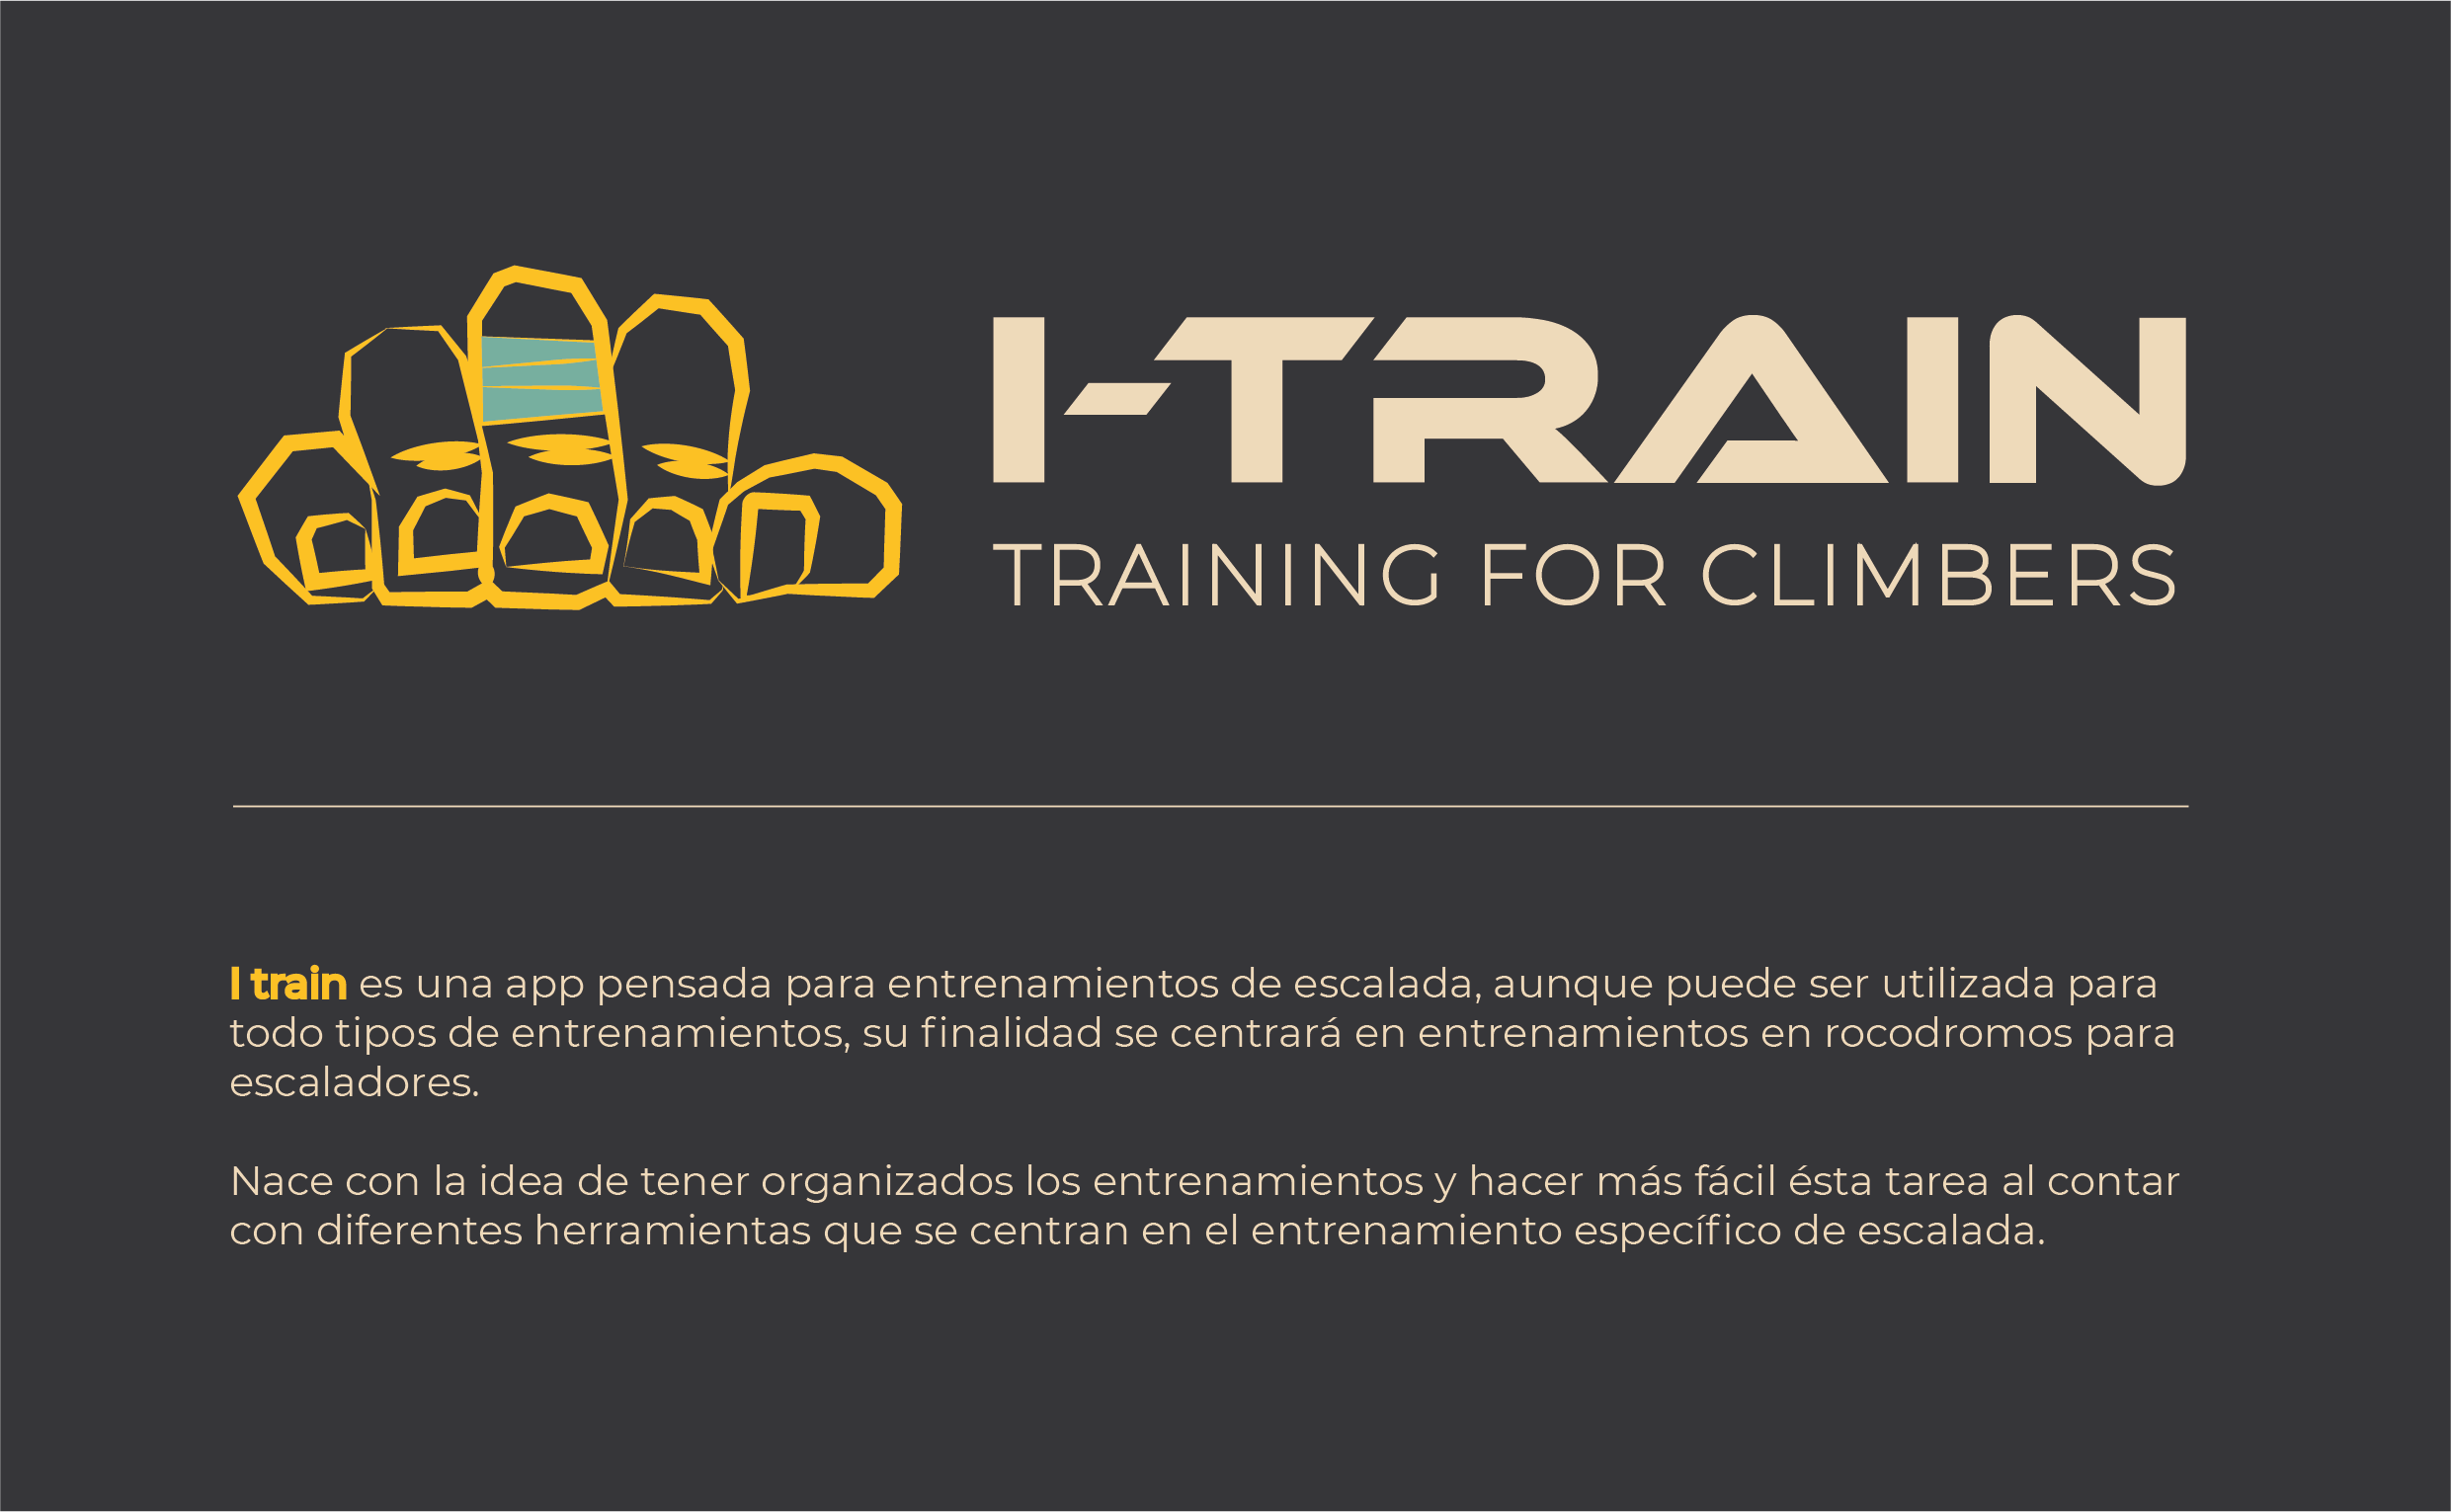 I-TRAIN
TRAINING FOR CLIMBERS
I train es una app pensada para entrenamientos de escalada, aunque puede ser utilizada para
todo tipos de entrenamientos, su finalidad se centrará en entrenamientos en rocodromos para
escaladores.
Nace con la idea de tener organizados los entrenamientos y hacer más fácil ésta tarea al contar
con diferentes herramientas que se centran en el entrenamiento específico de escalada.